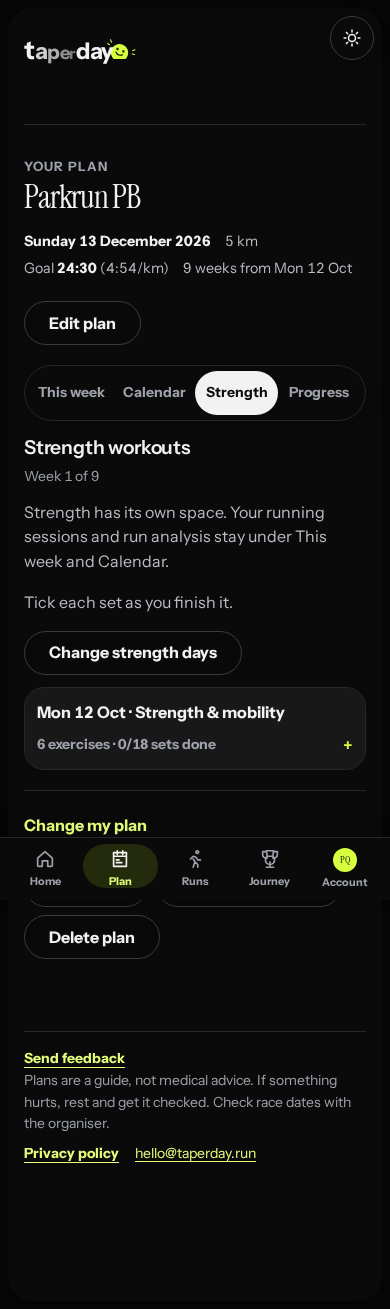 taperday
YOUR PLAN
Parkrun PB
Sunday 13 December 2026 5 km
Goal 24:30 (4:54/km) 9 weeks from Mon 12 Oct
Edit plan
This week Calendar Strength Progress
Strength workouts
Week 1 of 9
Strength has its own space. Your running
sessions and run analysis stay under This
week and Calendar.
Tick each set as you finish it.
Change strength days
Mon 12 Oct · Strength & mobility
6 exercises · 0/18 sets done +
Change my plan
PQ
Home Plan Runs Journey Account
Delete plan
Send feedback
Plans are a guide, not medical advice. If something
hurts, rest and get it checked. Check race dates with
the organiser.
Privacy policy hello@taperday.run